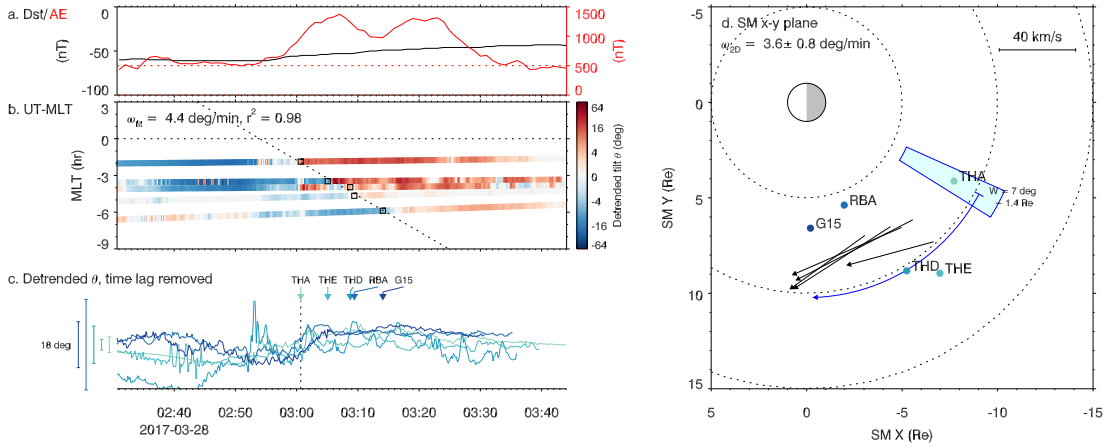 a. Dst/AE
0
-50
-100
(nT)
1500
1000
500
0
(nT)
b. UT-MLT
ω_fit = 4.4 deg/min, r² = 0.98
3
0
-3
-6
-9
MLT (hr)
64
16
4
0
-4
-16
-64
Detrended tilt θ (deg)
c. Detrended θ, time lag removed
THA THE THD RBA G15
18 deg
02:40 02:50 03:00 03:10 03:20 03:30 03:40
2017-03-28
d. SM x-y plane
ω_2D = 3.6± 0.8 deg/min
40 km/s
-5
0
5
10
15
SM Y (Re)
THA
W = 7 deg
1.4 Re
RBA
G15
THD THE
5 0 -5 -10 -15
SM X (Re)